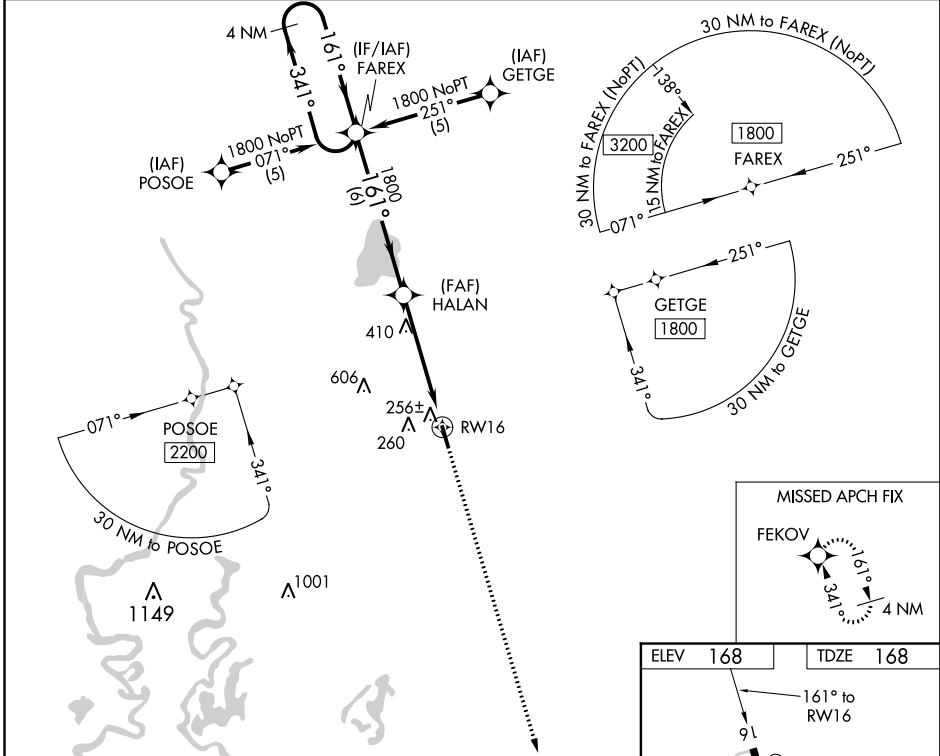 4 NM
161°
341°
(IF/IAF)
FAREX
(IAF)
GETGE
1800 NoPT
251°
(5)
(IAF)
POSOE
1800 NoPT
071°
(5)
1800
161°
(6)
(FAF)
HALAN
410
606
256±
260
RW16
30 NM to FAREX (NoPT)
30 NM to FAREX (NoPT)
138°
15 NM to FAREX
3200
1800
FAREX
071°
251°
251°
GETGE
1800
341°
30 NM to GETGE
071°
POSOE
2200
341°
30 NM to POSOE
1149
1001
MISSED APCH FIX
FEKOV
161°
341°
4 NM
ELEV 168
TDZE 168
161° to
RW16
16